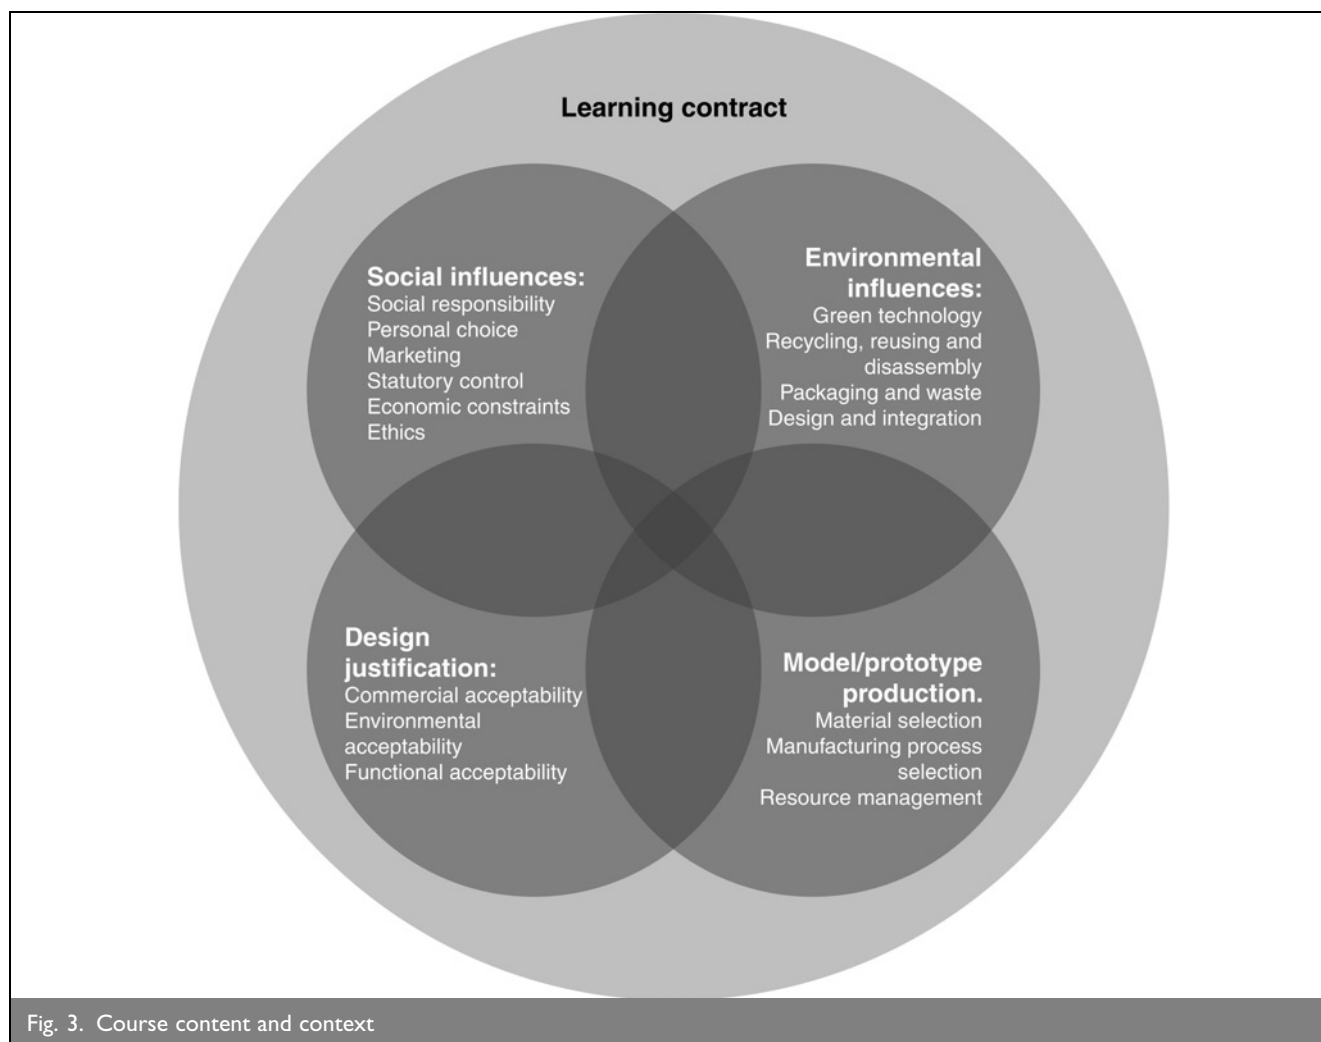 Learning contract
Social influences:
Social responsibility
Personal choice
Marketing
Statutory control
Economic constraints
Ethics
Environmental
influences:
Green technology
Recycling, reusing and
disassembly
Packaging and waste
Design and integration
Design
justification:
Commercial acceptability
Environmental
acceptability
Functional acceptability
Model/prototype
production.
Material selection
Manufacturing process
selection
Resource management
Fig. 3. Course content and context